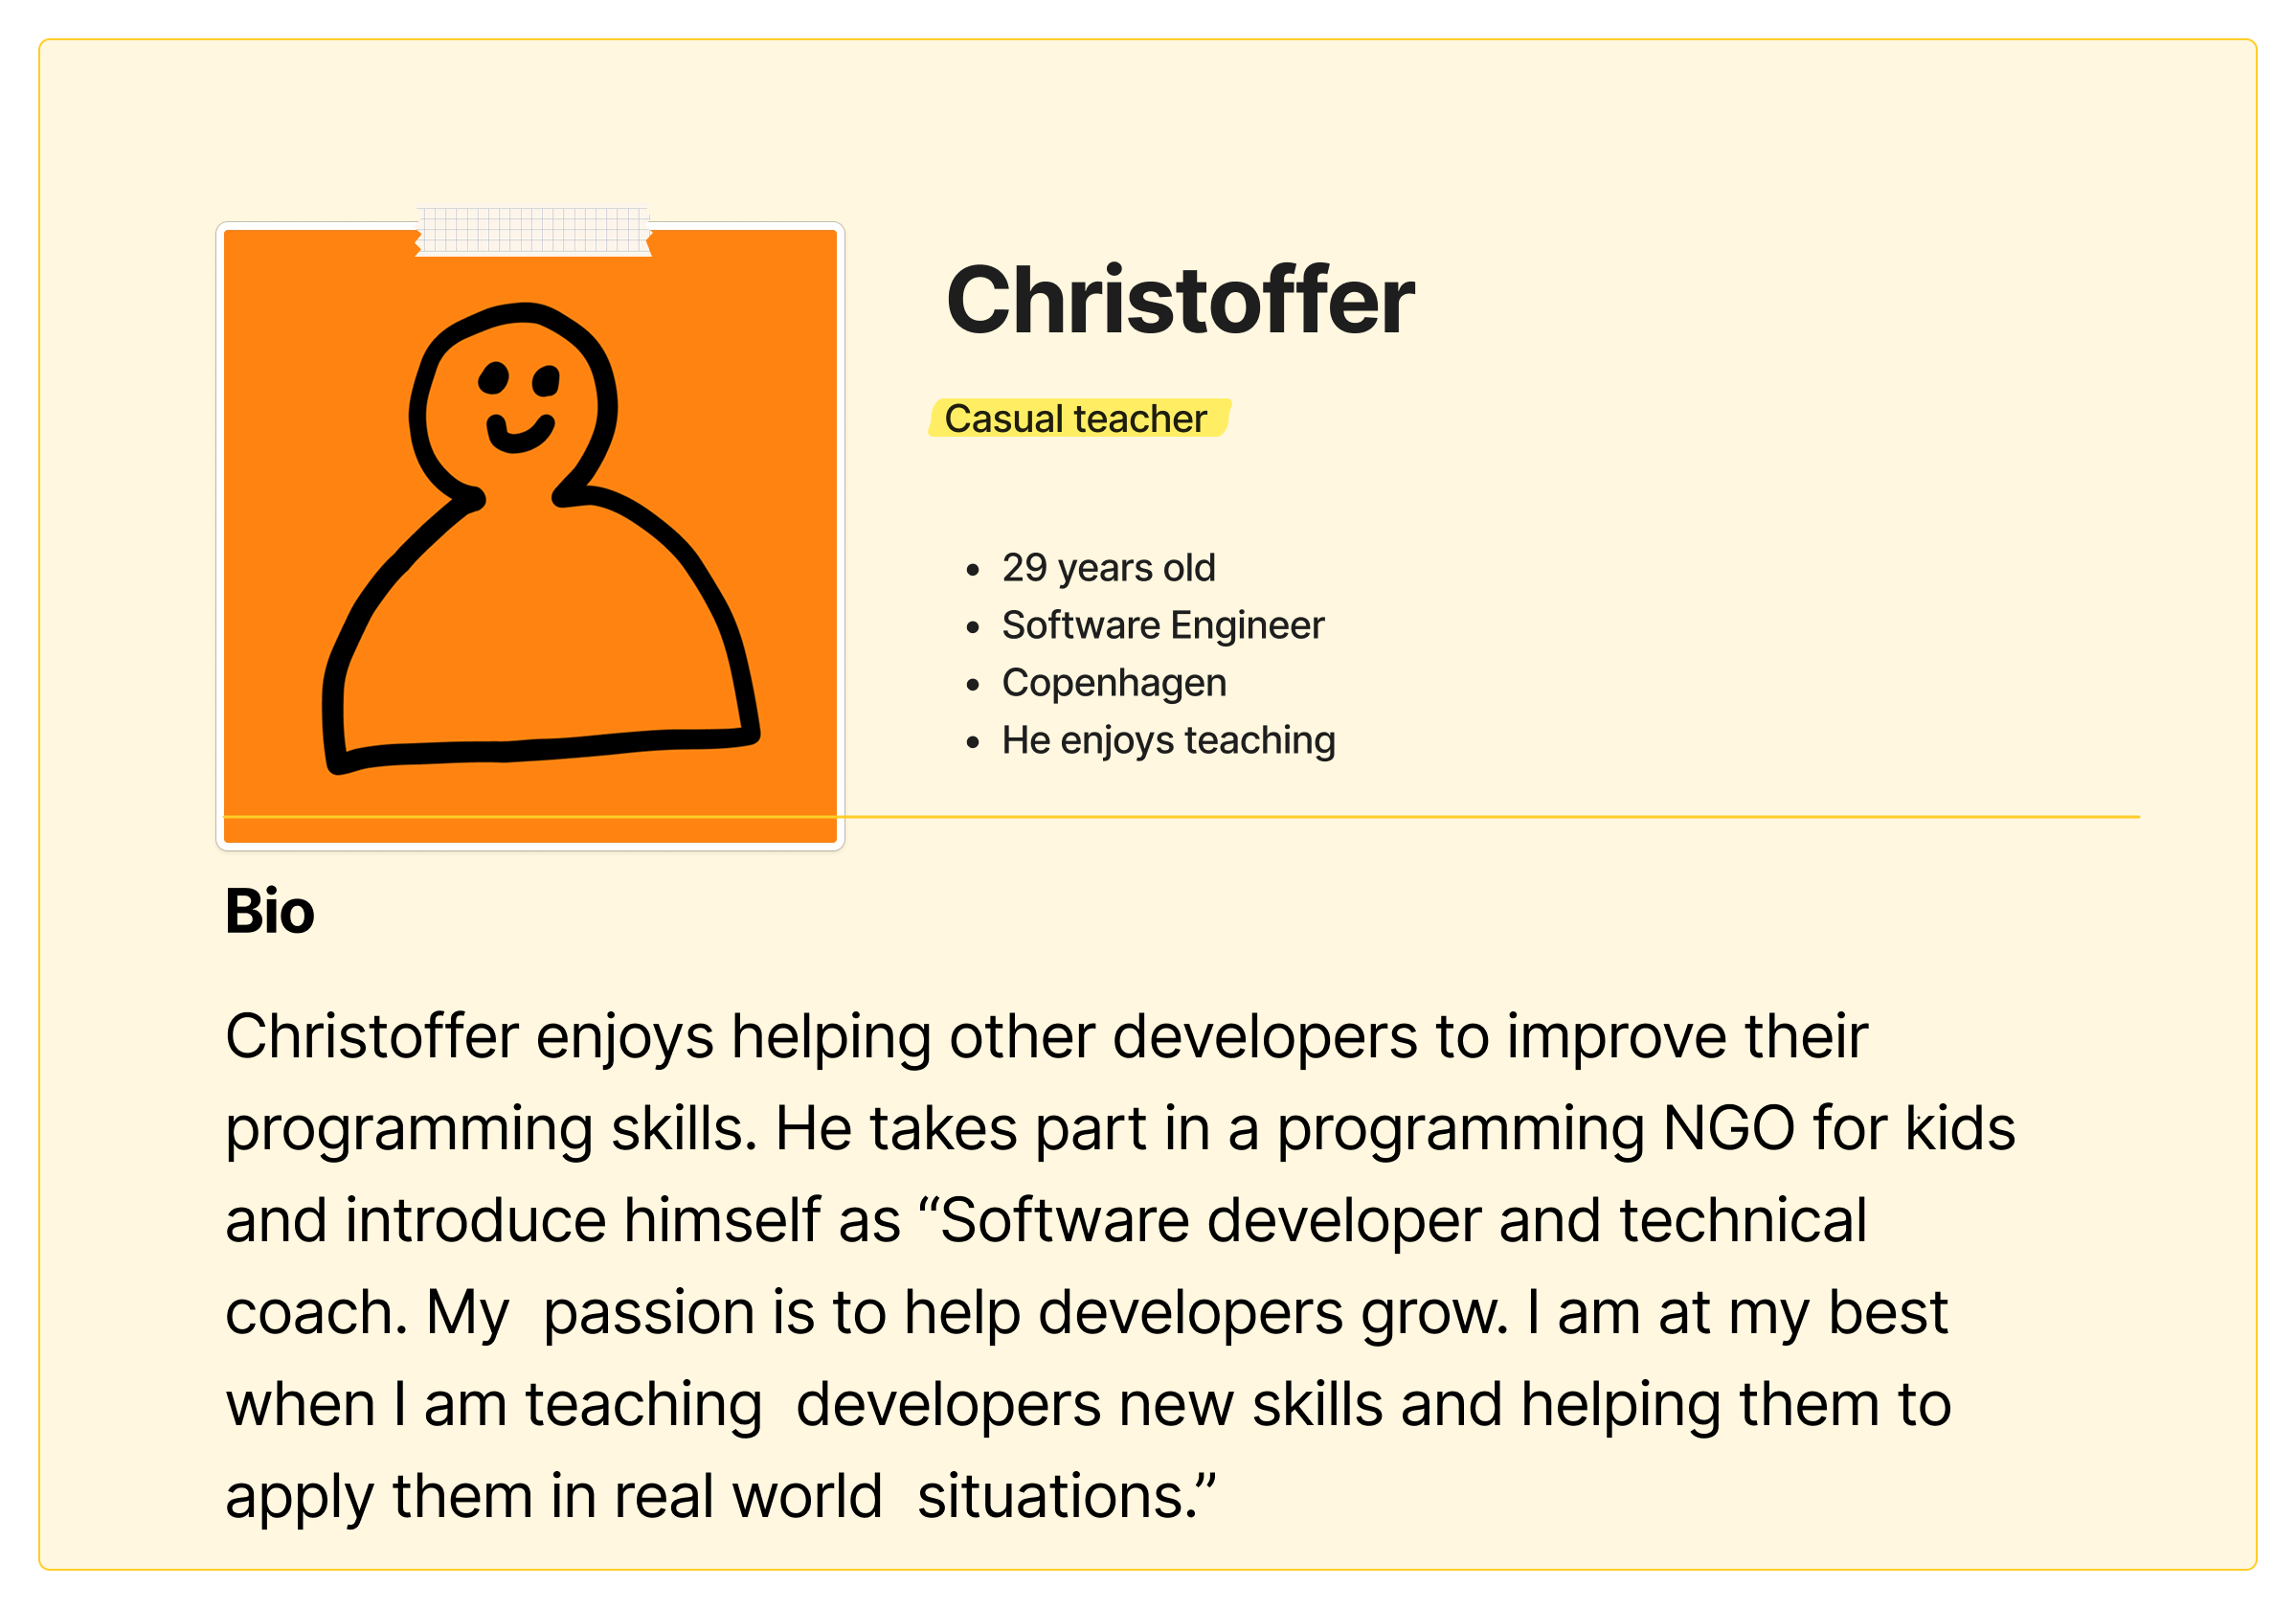 Christoffer
Casual teacher
• 29 years old
• Software Engineer
• Copenhagen
• He enjoys teaching
Bio
Christoffer enjoys helping other developers to improve their
programming skills. He takes part in a programming NGO for kids
and introduce himself as “Software developer and technical
coach. My  passion is to help developers grow. I am at my best
when I am teaching  developers new skills and helping them to
apply them in real world  situations.”